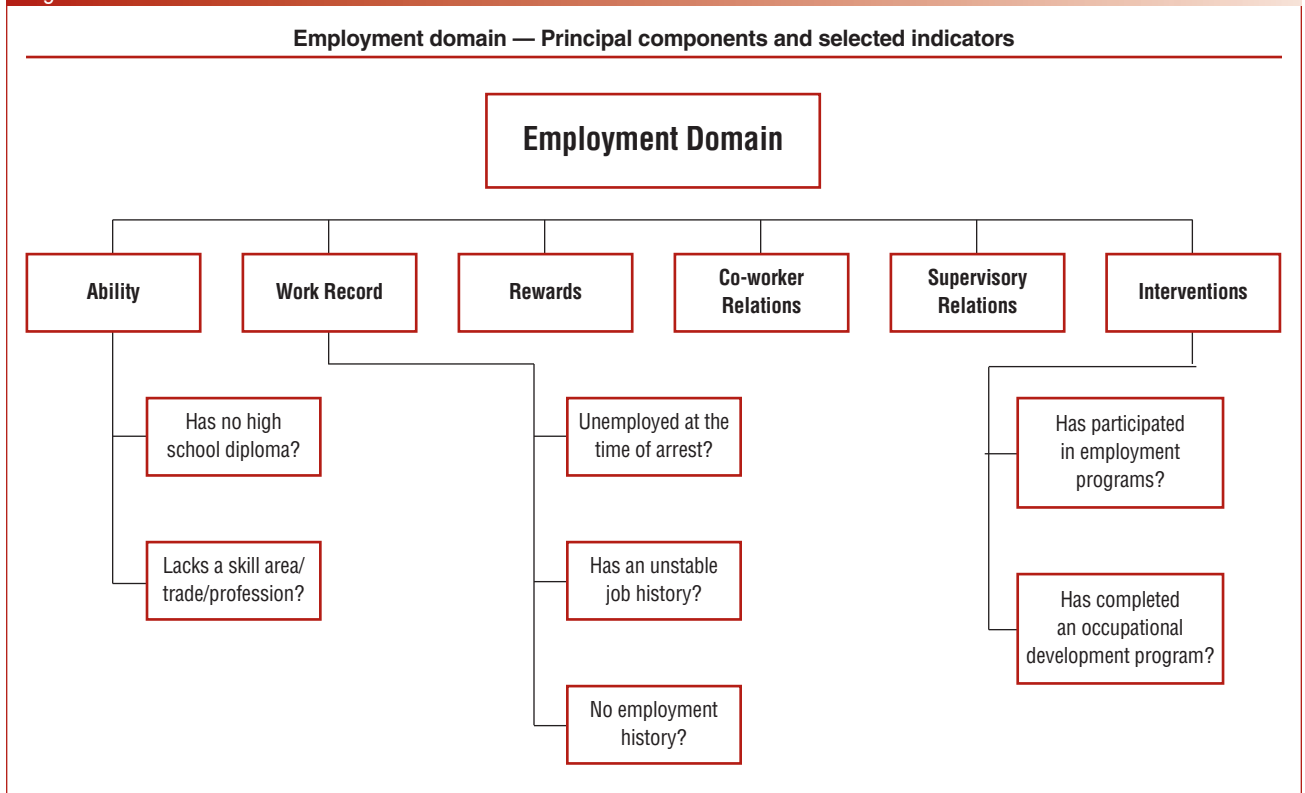 Employment domain — Principal components and selected indicators
Employment Domain
Ability
Work Record
Rewards
Co-worker
Relations
Supervisory
Relations
Interventions
Has no high
school diploma?
Lacks a skill area/
trade/profession?
Unemployed at the
time of arrest?
Has an unstable
job history?
No employment
history?
Has participated
in employment
programs?
Has completed
an occupational
development program?